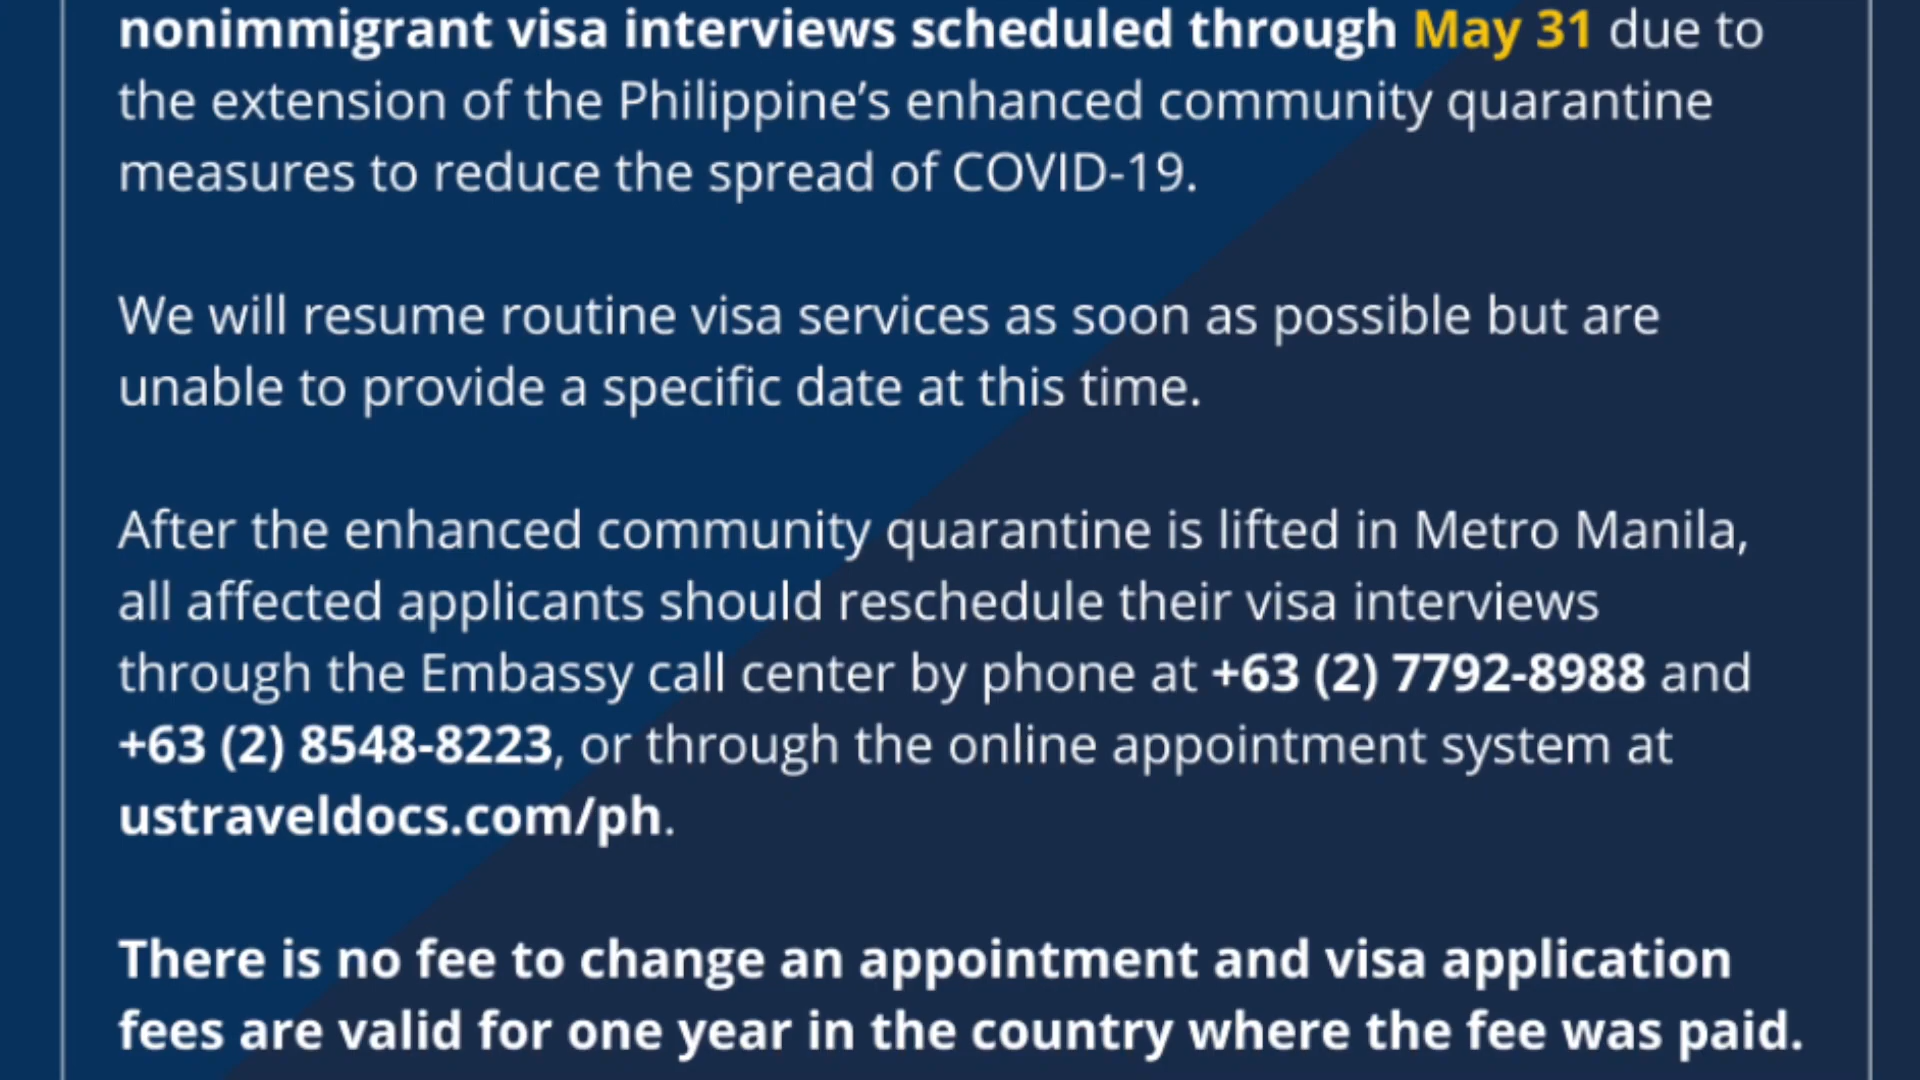 nonimmigrant visa interviews scheduled through May 31 due to
the extension of the Philippine’s enhanced community quarantine
measures to reduce the spread of COVID-19.
We will resume routine visa services as soon as possible but are
unable to provide a specific date at this time.
After the enhanced community quarantine is lifted in Metro Manila,
all affected applicants should reschedule their visa interviews
through the Embassy call center by phone at +63 (2) 7792-8988 and
+63 (2) 8548-8223, or through the online appointment system at
ustraveldocs.com/ph.
There is no fee to change an appointment and visa application
fees are valid for one year in the country where the fee was paid.